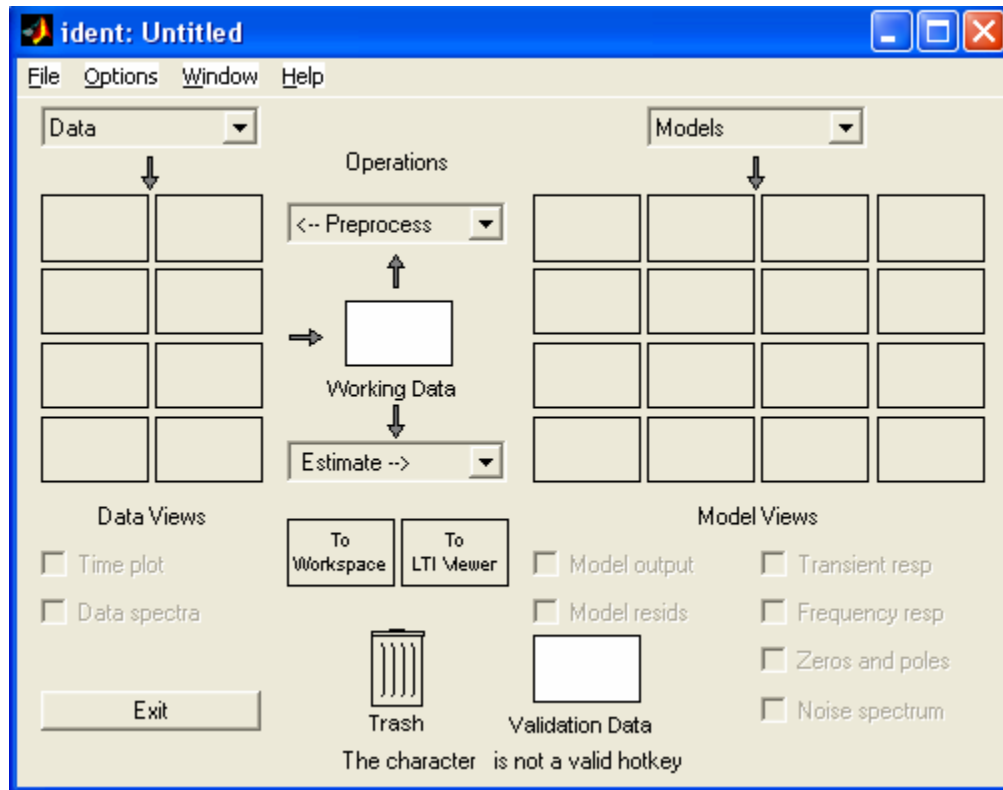 ident: Untitled
File Options Window Help
Data
Models
Operations
<-- Preprocess
Working Data
Estimate -->
Data Views
Model Views
To Workspace
To LTI Viewer
Time plot
Data spectra
Model output
Model resids
Transient resp
Frequency resp
Zeros and poles
Noise spectrum
Exit
Trash
Validation Data
The character is not a valid hotkey